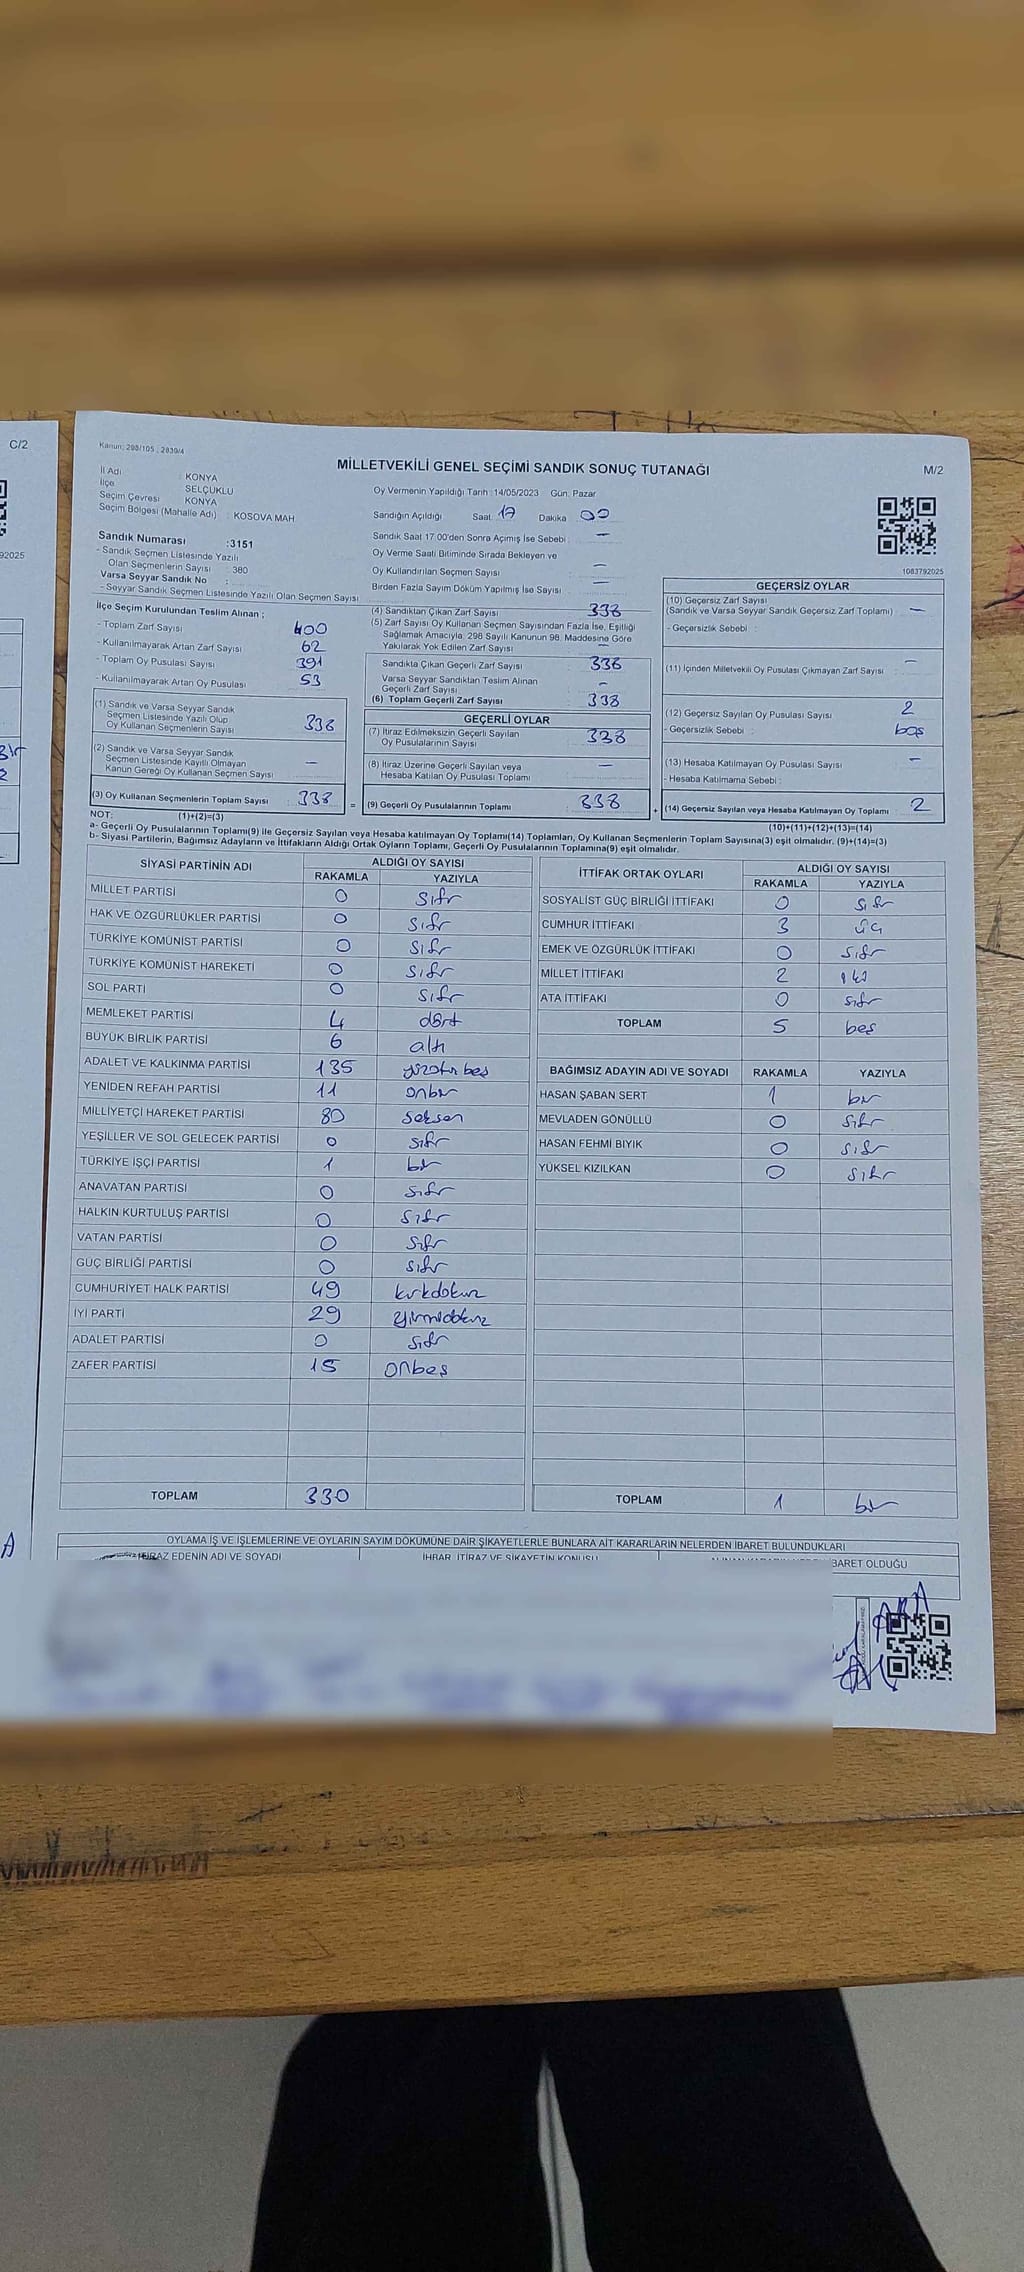 C/2
Kanun: 298/105 ; 2839/4
MİLLETVEKİLİ GENEL SEÇİMİ SANDIK SONUÇ TUTANAĞI
M/2
İl Adı : KONYA
İlçe : SELÇUKLU
Seçim Çevresi : KONYA
Seçim Bölgesi (Mahalle Adı) : KOSOVA MAH
Sandık Numarası :3151
- Sandık Seçmen Listesinde Yazılı
Olan Seçmenlerin Sayısı : 380
Varsa Seyyar Sandık No :
- Seyyar Sandık Seçmen Listesinde Yazılı Olan Seçmen Sayısı
Oy Vermenin Yapıldığı Tarih :14/05/2023 Gün: Pazar
Sandığın Açıldığı Saat 17 Dakika 00
Sandık Saat 17.00'den Sonra Açımış İse Sebebi : —
Oy Verme Saati Bitiminde Sırada Bekleyen ve
Oy Kullandırılan Seçmen Sayısı : —
Birden Fazla Sayım Döküm Yapılmış İse Sayısı : —
92025
1083792025
İlçe Seçim Kurulundan Teslim Alınan ;
- Toplam Zarf Sayısı : 400
- Kullanılmayarak Artan Zarf Sayısı : 62
- Toplam Oy Pusulası Sayısı : 391
- Kullanılmayarak Artan Oy Pusulası : 53
(1) Sandık ve Varsa Seyyar Sandık
Seçmen Listesinde Yazılı Olup
Oy Kullanan Seçmenlerin Sayısı : 338
(2) Sandık ve Varsa Seyyar Sandık
Seçmen Listesinde Kayıtlı Olmayan
Kanun Gereği Oy Kullanan Seçmen Sayısı : —
(3) Oy Kullanan Seçmenlerin Toplam Sayısı : 338 =
(4) Sandıktan Çıkan Zarf Sayısı : 338
(5) Zarf Sayısı Oy Kullanan Seçmen Sayısından Fazla İse, Eşitliği
Sağlamak Amacıyla, 298 Sayılı Kanunun 98. Maddesine Göre
Yakılarak Yok Edilen Zarf Sayısı : —
Sandıkta Çıkan Geçerli Zarf Sayısı : 338
Varsa Seyyar Sandıktan Teslim Alınan
Geçerli Zarf Sayısı : —
(6) Toplam Geçerli Zarf Sayısı : 338
GEÇERLİ OYLAR
(7) İtiraz Edilmeksizin Geçerli Sayılan
Oy Pusulalarının Sayısı : 338
(8) İtiraz Üzerine Geçerli Sayılan veya
Hesaba Katılan Oy Pusulası Toplamı : —
(9) Geçerli Oy Pusulalarının Toplamı : 338 +
GEÇERSİZ OYLAR
(10) Geçersiz Zarf Sayısı
(Sandık ve Varsa Seyyar Sandık Geçersiz Zarf Toplamı) : —
- Geçersizlik Sebebi :
(11) İçinden Milletvekili Oy Pusulası Çıkmayan Zarf Sayısı : —
(12) Geçersiz Sayılan Oy Pusulası Sayısı : 2
- Geçersizlik Sebebi : boş
(13) Hesaba Katılmayan Oy Pusulası Sayısı : —
- Hesaba Katılmama Sebebi :
(14) Geçersiz Sayılan veya Hesaba Katılmayan Oy Toplamı : 2
NOT: (1)+(2)=(3)
(10)+(11)+(12)+(13)=(14)
a- Geçerli Oy Pusulalarının Toplamı(9) ile Geçersiz Sayılan veya Hesaba katılmayan Oy Toplamı(14) Toplamları, Oy Kullanan Seçmenlerin Toplam Sayısına(3) eşit olmalıdır. (9)+(14)=(3)
b- Siyasi Partilerin, Bağımsız Adayların ve İttifakların Aldığı Ortak Oyların Toplamı, Geçerli Oy Pusulalarının Toplamına(9) eşit olmalıdır.
SİYASİ PARTİNİN ADI ALDIĞI OY SAYISI
RAKAMLA YAZIYLA
MİLLET PARTİSİ 0 sıfır
HAK VE ÖZGÜRLÜKLER PARTİSİ 0 sıfır
TÜRKİYE KOMÜNİST PARTİSİ 0 sıfır
TÜRKİYE KOMÜNİST HAREKETİ 0 sıfır
SOL PARTİ 0 sıfır
MEMLEKET PARTİSİ 4 dört
BÜYÜK BİRLİK PARTİSİ 6 altı
ADALET VE KALKINMA PARTİSİ 135 yüzotuzbeş
YENİDEN REFAH PARTİSİ 11 onbir
MİLLİYETÇİ HAREKET PARTİSİ 80 seksen
YEŞİLLER VE SOL GELECEK PARTİSİ 0 sıfır
TÜRKİYE İŞÇİ PARTİSİ 1 bir
ANAVATAN PARTİSİ 0 sıfır
HALKIN KURTULUŞ PARTİSİ 0 sıfır
VATAN PARTİSİ 0 sıfır
GÜÇ BİRLİĞİ PARTİSİ 0 sıfır
CUMHURİYET HALK PARTİSİ 49 kırkdokuz
İYİ PARTİ 29 yirmidokuz
ADALET PARTİSİ 0 sıfır
ZAFER PARTİSİ 15 onbeş
TOPLAM 330
İTTİFAK ORTAK OYLARI ALDIĞI OY SAYISI
RAKAMLA YAZIYLA
SOSYALİST GÜÇ BİRLİĞİ İTTİFAKI 0 sıfır
CUMHUR İTTİFAKI 3 üç
EMEK VE ÖZGÜRLÜK İTTİFAKI 0 sıfır
MİLLET İTTİFAKI 2 iki
ATA İTTİFAKI 0 sıfır
TOPLAM 5 beş
BAĞIMSIZ ADAYIN ADI VE SOYADI RAKAMLA YAZIYLA
HASAN ŞABAN SERT 1 bir
MEVLADEN GÖNÜLLÜ 0 sıfır
HASAN FEHMİ BIYIK 0 sıfır
YÜKSEL KIZILKAN 0 sıfır
TOPLAM 1 bir
OYLAMA İŞ VE İŞLEMLERİNE VE OYLARIN SAYIM DÖKÜMÜNE DAİR ŞİKAYETLERLE BUNLARA AİT KARARLARIN NELERDEN İBARET BULUNDUKLARI
İTİRAZ EDENİN ADI VE SOYADI
İHBAR, İTİRAZ VE ŞİKAYETİN KONUSU
İBARET OLDUĞU